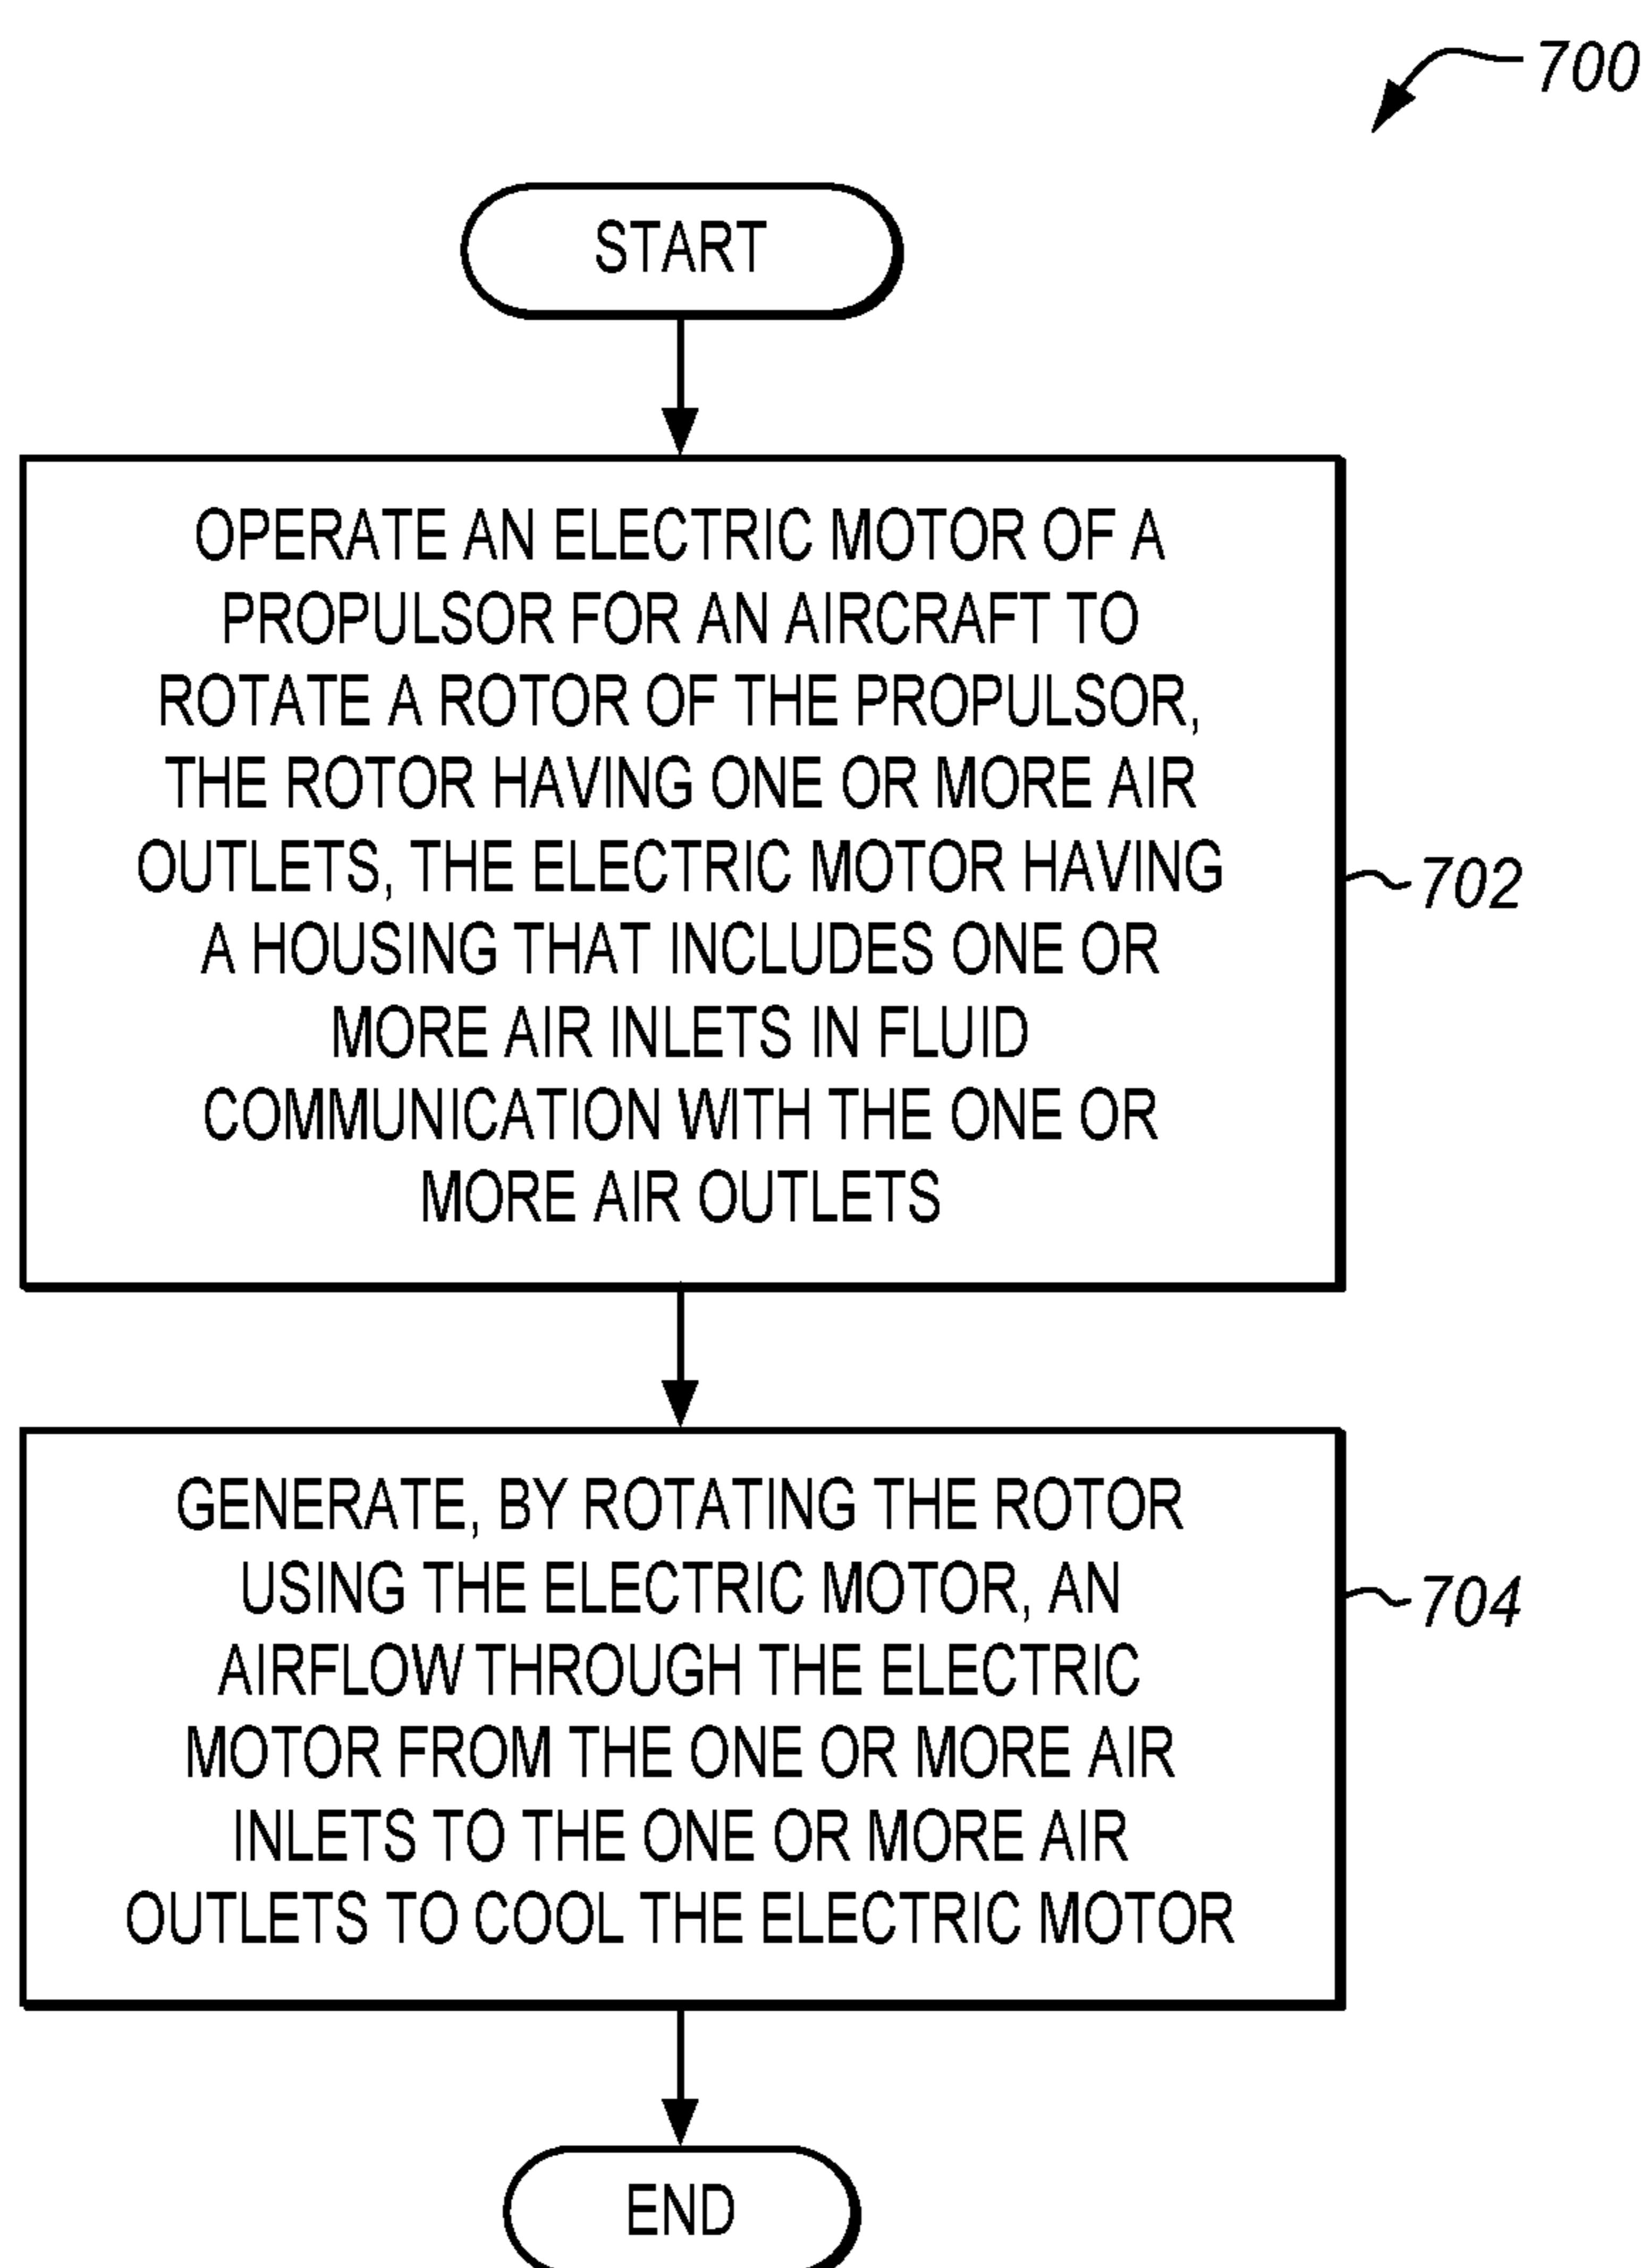 700
START
OPERATE AN ELECTRIC MOTOR OF A
PROPULSOR FOR AN AIRCRAFT TO
ROTATE A ROTOR OF THE PROPULSOR,
THE ROTOR HAVING ONE OR MORE AIR
OUTLETS, THE ELECTRIC MOTOR HAVING
A HOUSING THAT INCLUDES ONE OR
MORE AIR INLETS IN FLUID
COMMUNICATION WITH THE ONE OR
MORE AIR OUTLETS
702
GENERATE, BY ROTATING THE ROTOR
USING THE ELECTRIC MOTOR, AN
AIRFLOW THROUGH THE ELECTRIC
MOTOR FROM THE ONE OR MORE AIR
INLETS TO THE ONE OR MORE AIR
OUTLETS TO COOL THE ELECTRIC MOTOR
704
END